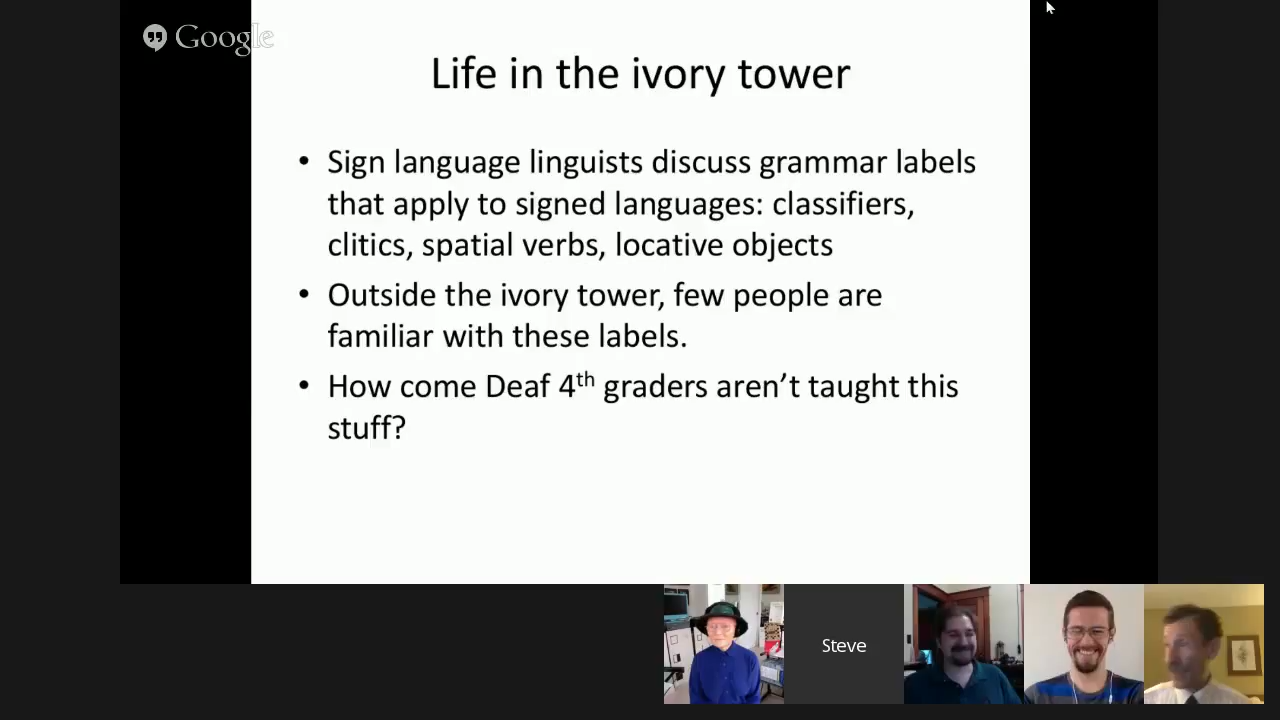 Google
Life in the ivory tower
• Sign language linguists discuss grammar labels
that apply to signed languages: classifiers,
clitics, spatial verbs, locative objects
• Outside the ivory tower, few people are
familiar with these labels.
• How come Deaf 4th graders aren’t taught this
stuff?
Steve